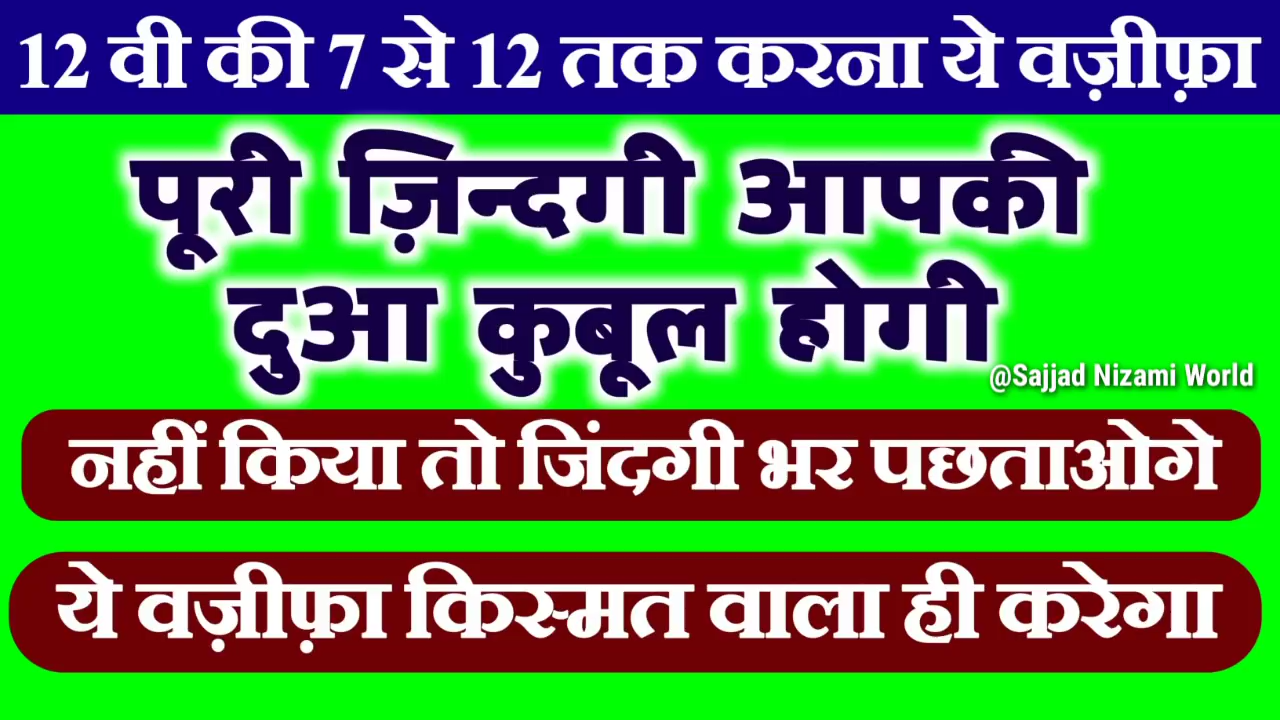 12 वी की 7 से 12 तक करना ये वज़ीफ़ा
पूरी ज़िन्दगी आपकी
दुआ कुबूल होगी
@Sajjad Nizami World
नहीं किया तो जिंदगी भर पछताओगे
ये वज़ीफ़ा किस्मत वाला ही करेगा